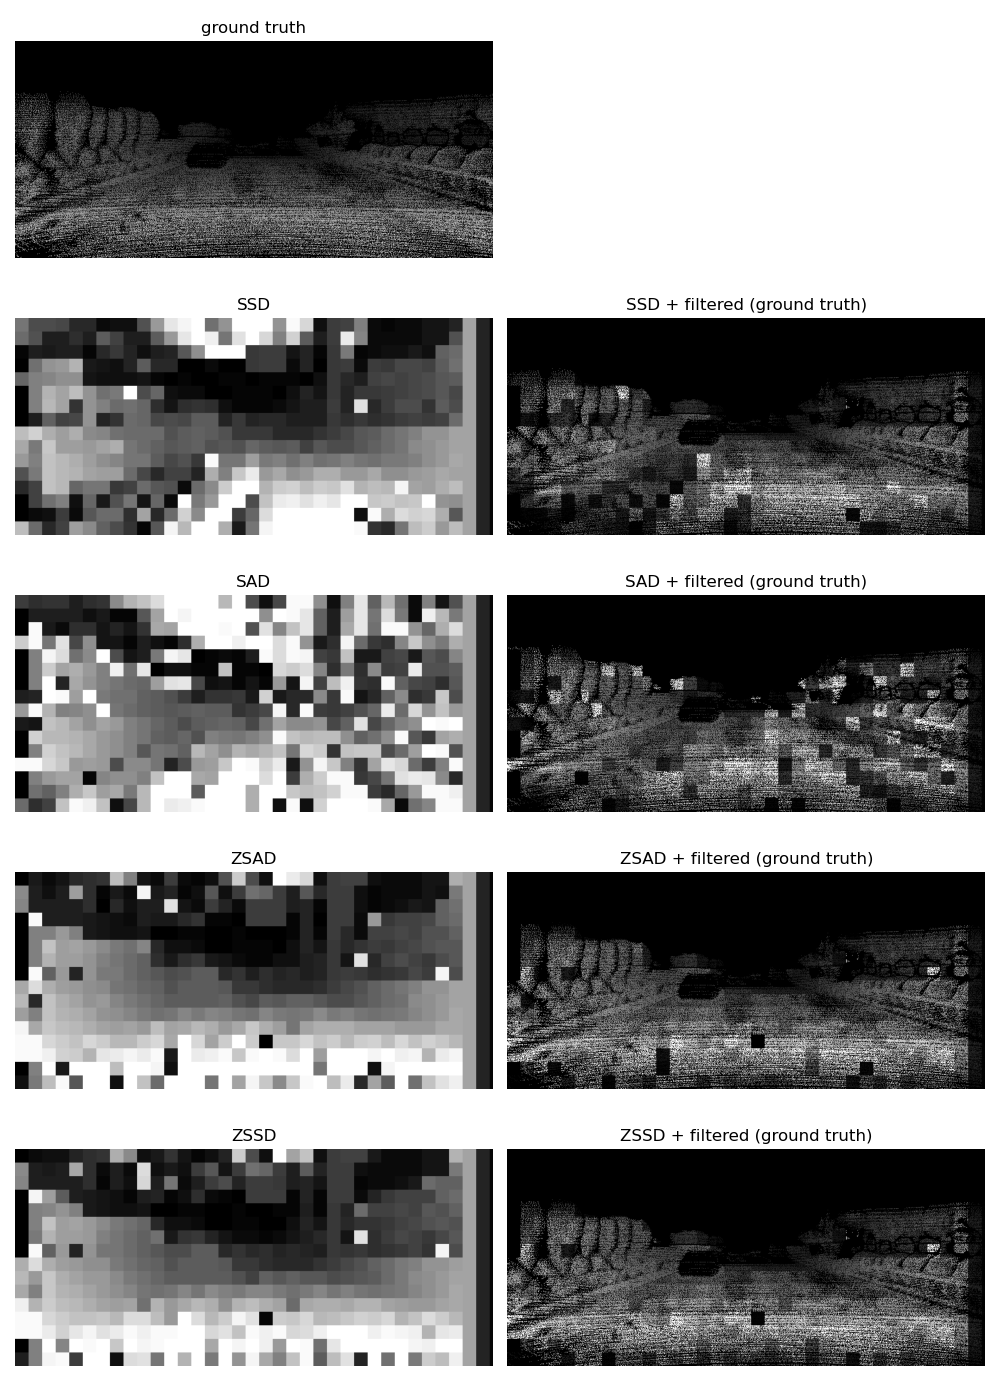 ground truth
SSD
SSD + filtered (ground truth)
SAD
SAD + filtered (ground truth)
ZSAD
ZSAD + filtered (ground truth)
ZSSD
ZSSD + filtered (ground truth)